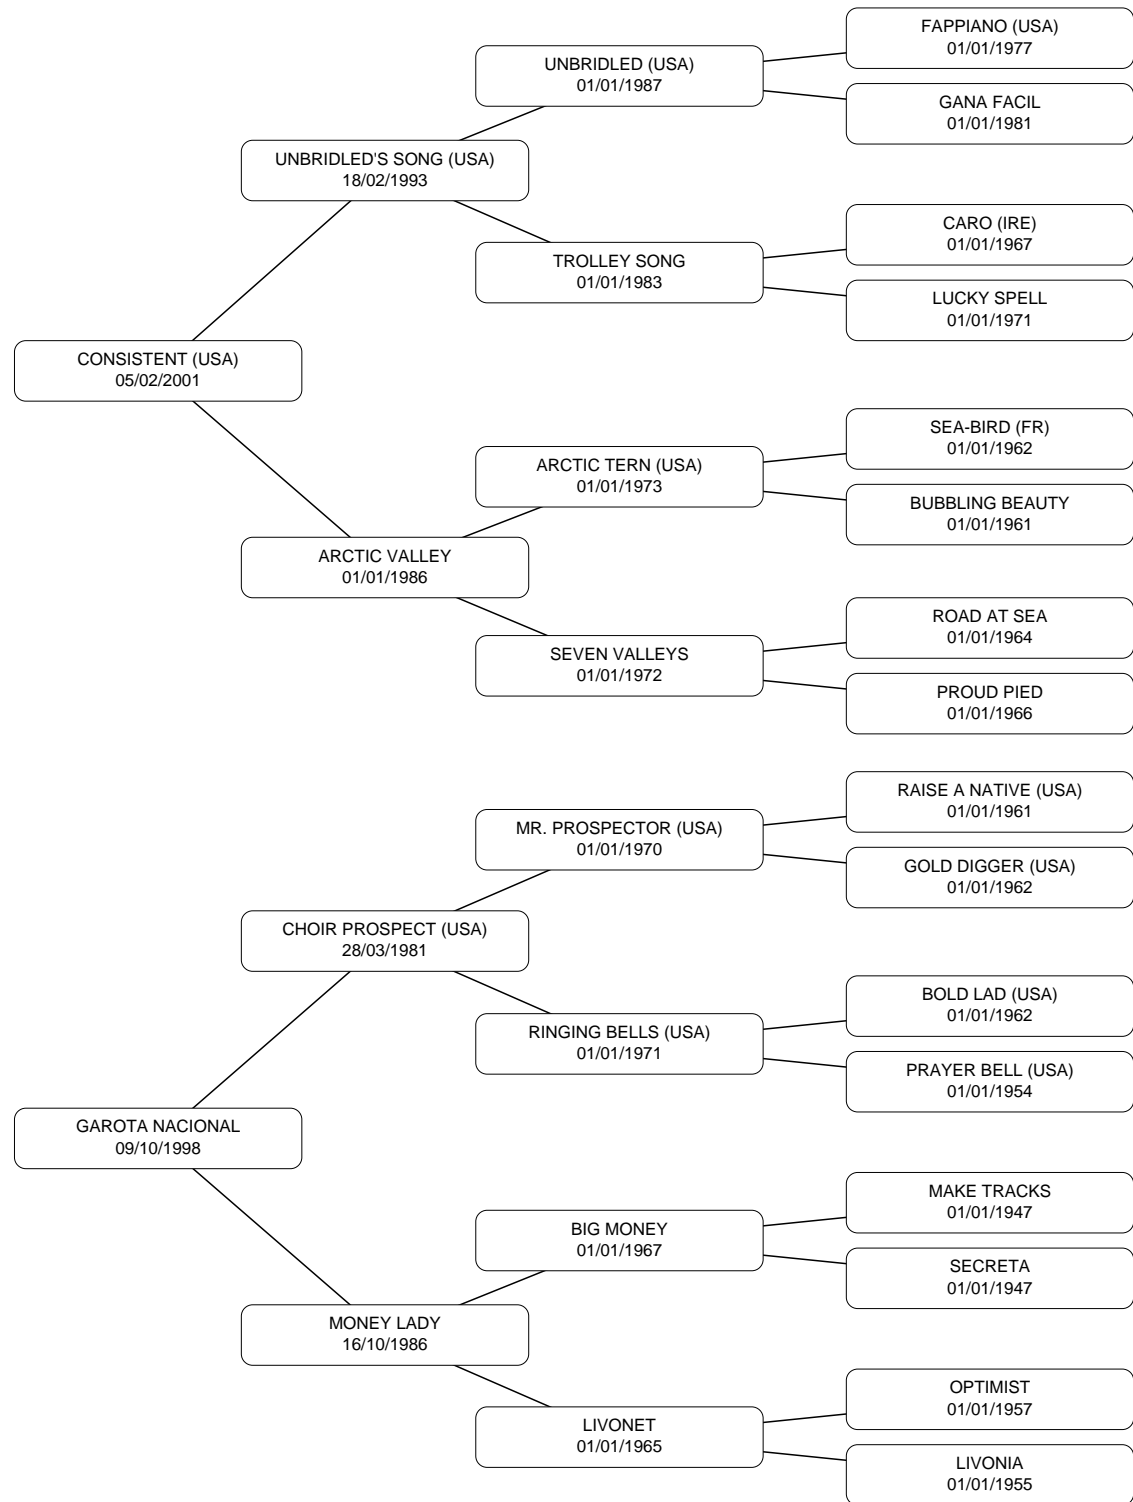 FAPPIANO (USA)
01/01/1977
UNBRIDLED (USA)
01/01/1987
GANA FACIL
01/01/1981
UNBRIDLED'S SONG (USA)
18/02/1993
CARO (IRE)
01/01/1967
TROLLEY SONG
01/01/1983
LUCKY SPELL
01/01/1971
CONSISTENT (USA)
05/02/2001
SEA-BIRD (FR)
01/01/1962
ARCTIC TERN (USA)
01/01/1973
BUBBLING BEAUTY
01/01/1961
ARCTIC VALLEY
01/01/1986
ROAD AT SEA
01/01/1964
SEVEN VALLEYS
01/01/1972
PROUD PIED
01/01/1966
RAISE A NATIVE (USA)
01/01/1961
MR. PROSPECTOR (USA)
01/01/1970
GOLD DIGGER (USA)
01/01/1962
CHOIR PROSPECT (USA)
28/03/1981
BOLD LAD (USA)
01/01/1962
RINGING BELLS (USA)
01/01/1971
PRAYER BELL (USA)
01/01/1954
GAROTA NACIONAL
09/10/1998
MAKE TRACKS
01/01/1947
BIG MONEY
01/01/1967
SECRETA
01/01/1947
MONEY LADY
16/10/1986
OPTIMIST
01/01/1957
LIVONET
01/01/1965
LIVONIA
01/01/1955